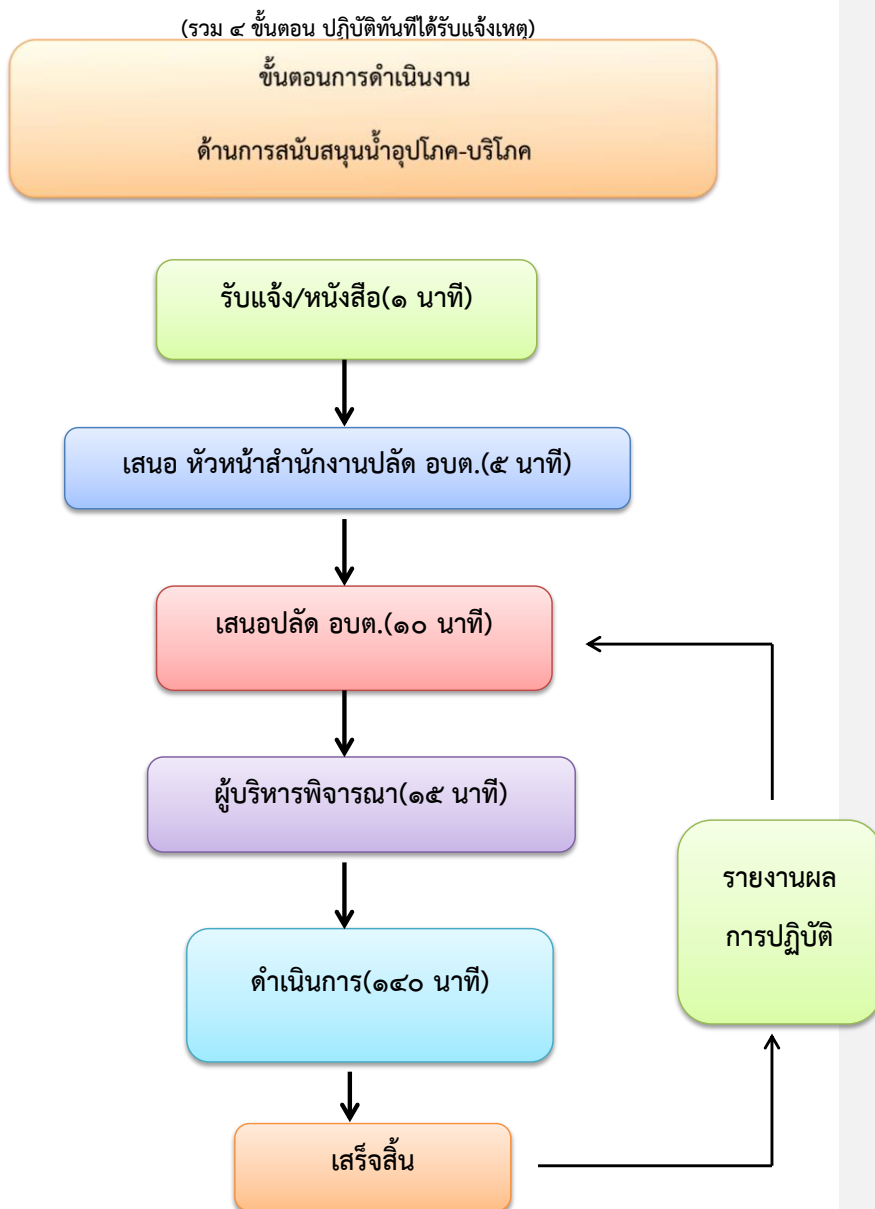 (รวม ๔ ขั้นตอน ปฏิบัติทันทีได้รับแจ้งเหตุ)
ขั้นตอนการดำเนินงาน
ด้านการสนับสนุนน้ำอุปโภค-บริโภค
รับแจ้ง/หนังสือ(๑ นาที)
เสนอ หัวหน้าสำนักงานปลัด อบต.(๕ นาที)
เสนอปลัด อบต.(๑๐ นาที)
ผู้บริหารพิจารณา(๑๕ นาที)
รายงานผล
การปฏิบัติ
ดำเนินการ(๑๔๐ นาที)
เสร็จสิ้น